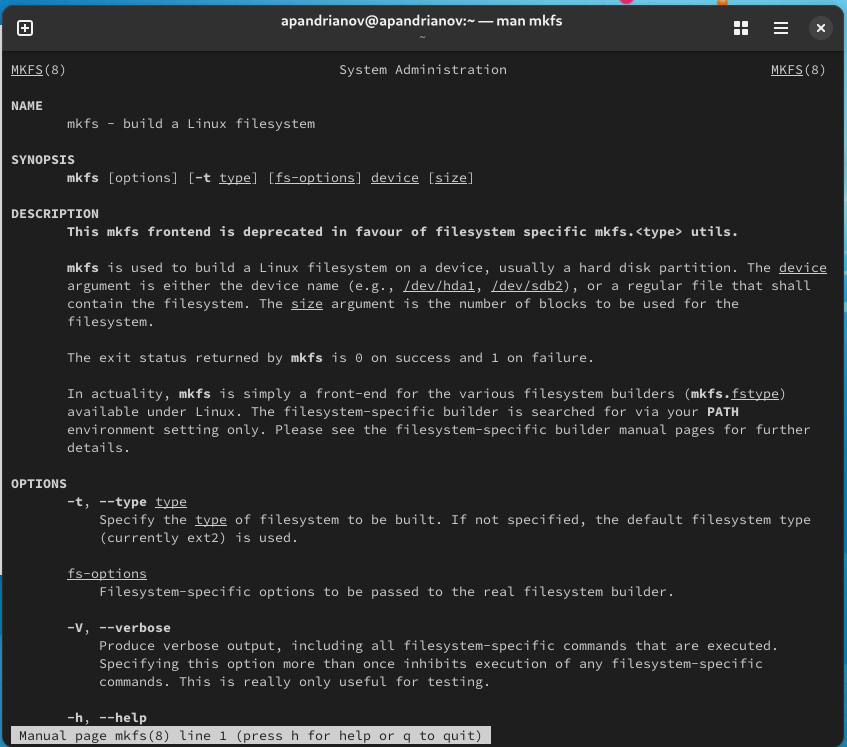 apandrianov@apandrianov:~ — man mkfs
~
MKFS(8) System Administration MKFS(8)
NAME
mkfs - build a Linux filesystem
SYNOPSIS
mkfs [options] [-t type] [fs-options] device [size]
DESCRIPTION
This mkfs frontend is deprecated in favour of filesystem specific mkfs.<type> utils.
mkfs is used to build a Linux filesystem on a device, usually a hard disk partition. The device
argument is either the device name (e.g., /dev/hda1, /dev/sdb2), or a regular file that shall
contain the filesystem. The size argument is the number of blocks to be used for the
filesystem.
The exit status returned by mkfs is 0 on success and 1 on failure.
In actuality, mkfs is simply a front-end for the various filesystem builders (mkfs.fstype)
available under Linux. The filesystem-specific builder is searched for via your PATH
environment setting only. Please see the filesystem-specific builder manual pages for further
details.
OPTIONS
-t, --type type
Specify the type of filesystem to be built. If not specified, the default filesystem type
(currently ext2) is used.
fs-options
Filesystem-specific options to be passed to the real filesystem builder.
-V, --verbose
Produce verbose output, including all filesystem-specific commands that are executed.
Specifying this option more than once inhibits execution of any filesystem-specific
commands. This is really only useful for testing.
-h, --help
Manual page mkfs(8) line 1 (press h for help or q to quit)